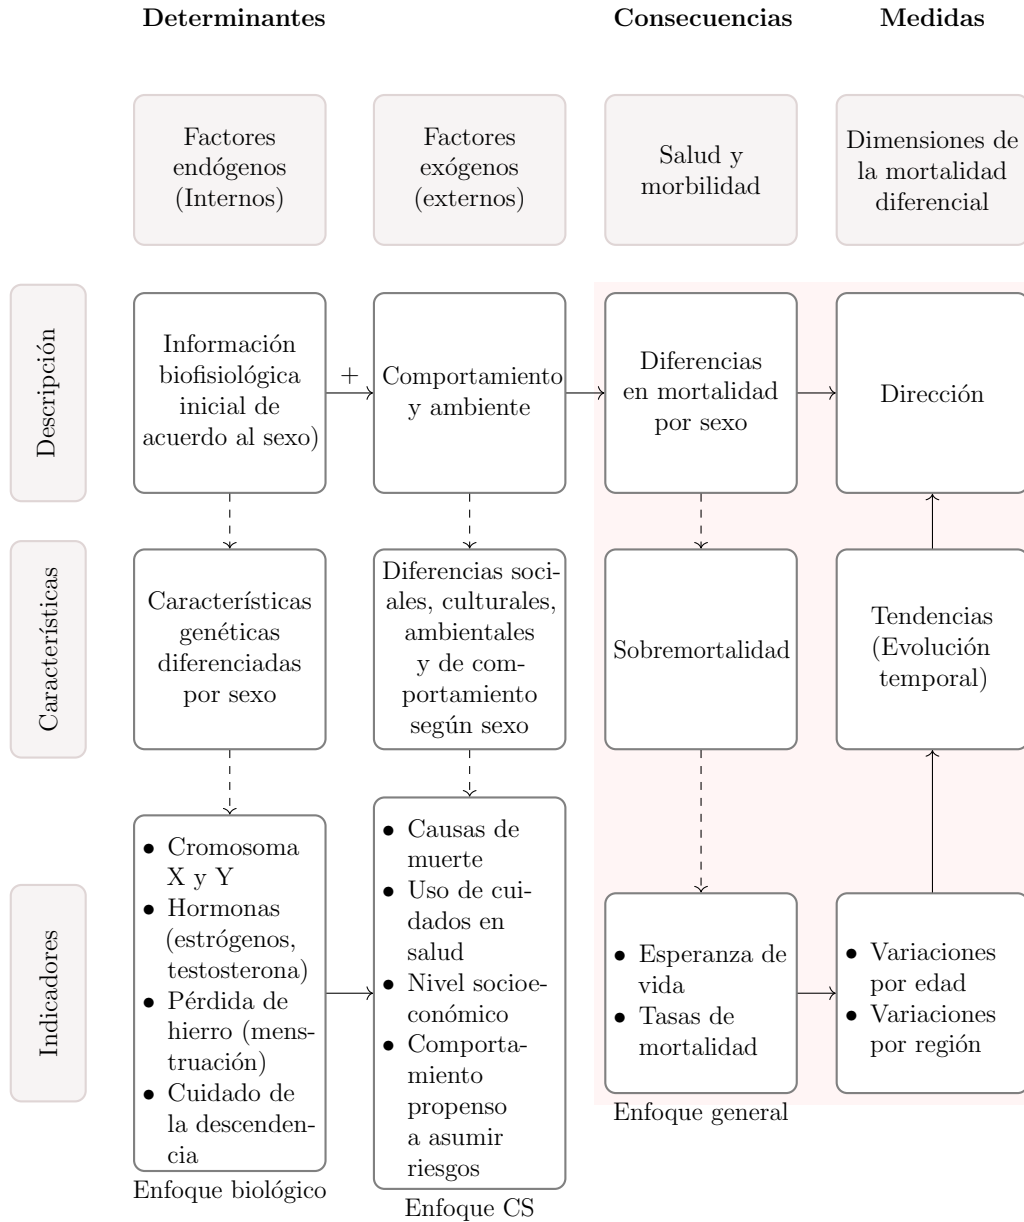 Determinantes
Consecuencias
Medidas
Factores
endógenos
(Internos)
Factores
exógenos
(externos)
Salud y
morbilidad
Dimensiones de
la mortalidad
diferencial
Descripción
Información
biofisiológica
inicial de
acuerdo al sexo)
+
Comportamiento
y ambiente
Diferencias
en mortalidad
por sexo
Dirección
Características
Características
genéticas
diferenciadas
por sexo
Diferencias soci-
ales, culturales,
ambientales
y de com-
portamiento
según sexo
Sobremortalidad
Tendencias
(Evolución
temporal)
Indicadores
• Cromosoma
X y Y
• Hormonas
(estrógenos,
testosterona)
• Pérdida de
hierro (mens-
truación)
• Cuidado de
la descenden-
cia
Enfoque biológico
• Causas de
muerte
• Uso de cui-
dados en
salud
• Nivel socioe-
conómico
• Comporta-
miento
propenso
a asumir
riesgos
Enfoque CS
• Esperanza de
vida
• Tasas de
mortalidad
Enfoque general
• Variaciones
por edad
• Variaciones
por región